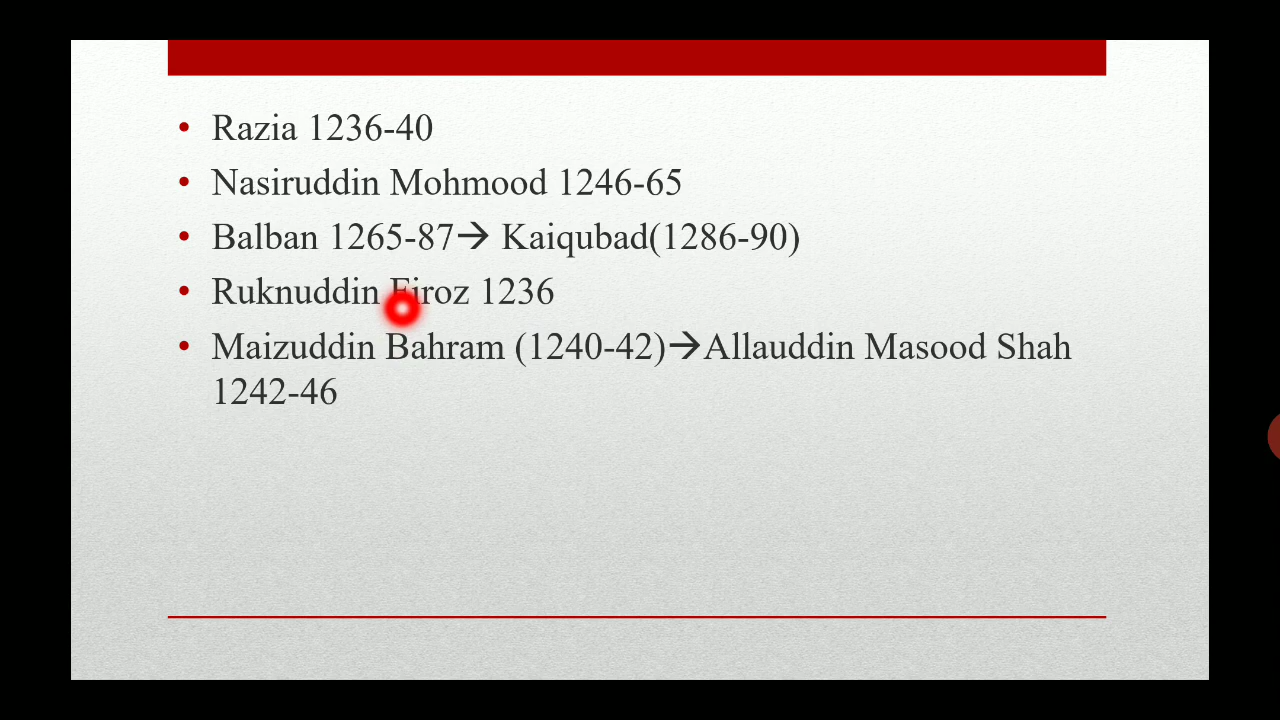 • Razia 1236-40
• Nasiruddin Mohmood 1246-65
• Balban 1265-87→ Kaiqubad(1286-90)
• Ruknuddin Firoz 1236
• Maizuddin Bahram (1240-42)→Allauddin Masood Shah
1242-46